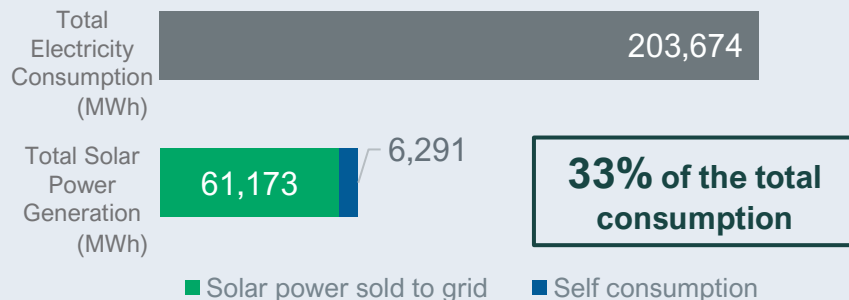 Total
Electricity
Consumption
(MWh)
203,674
Total Solar
Power
Generation
(MWh)
61,173
6,291
33% of the total
consumption
Solar power sold to grid
Self consumption